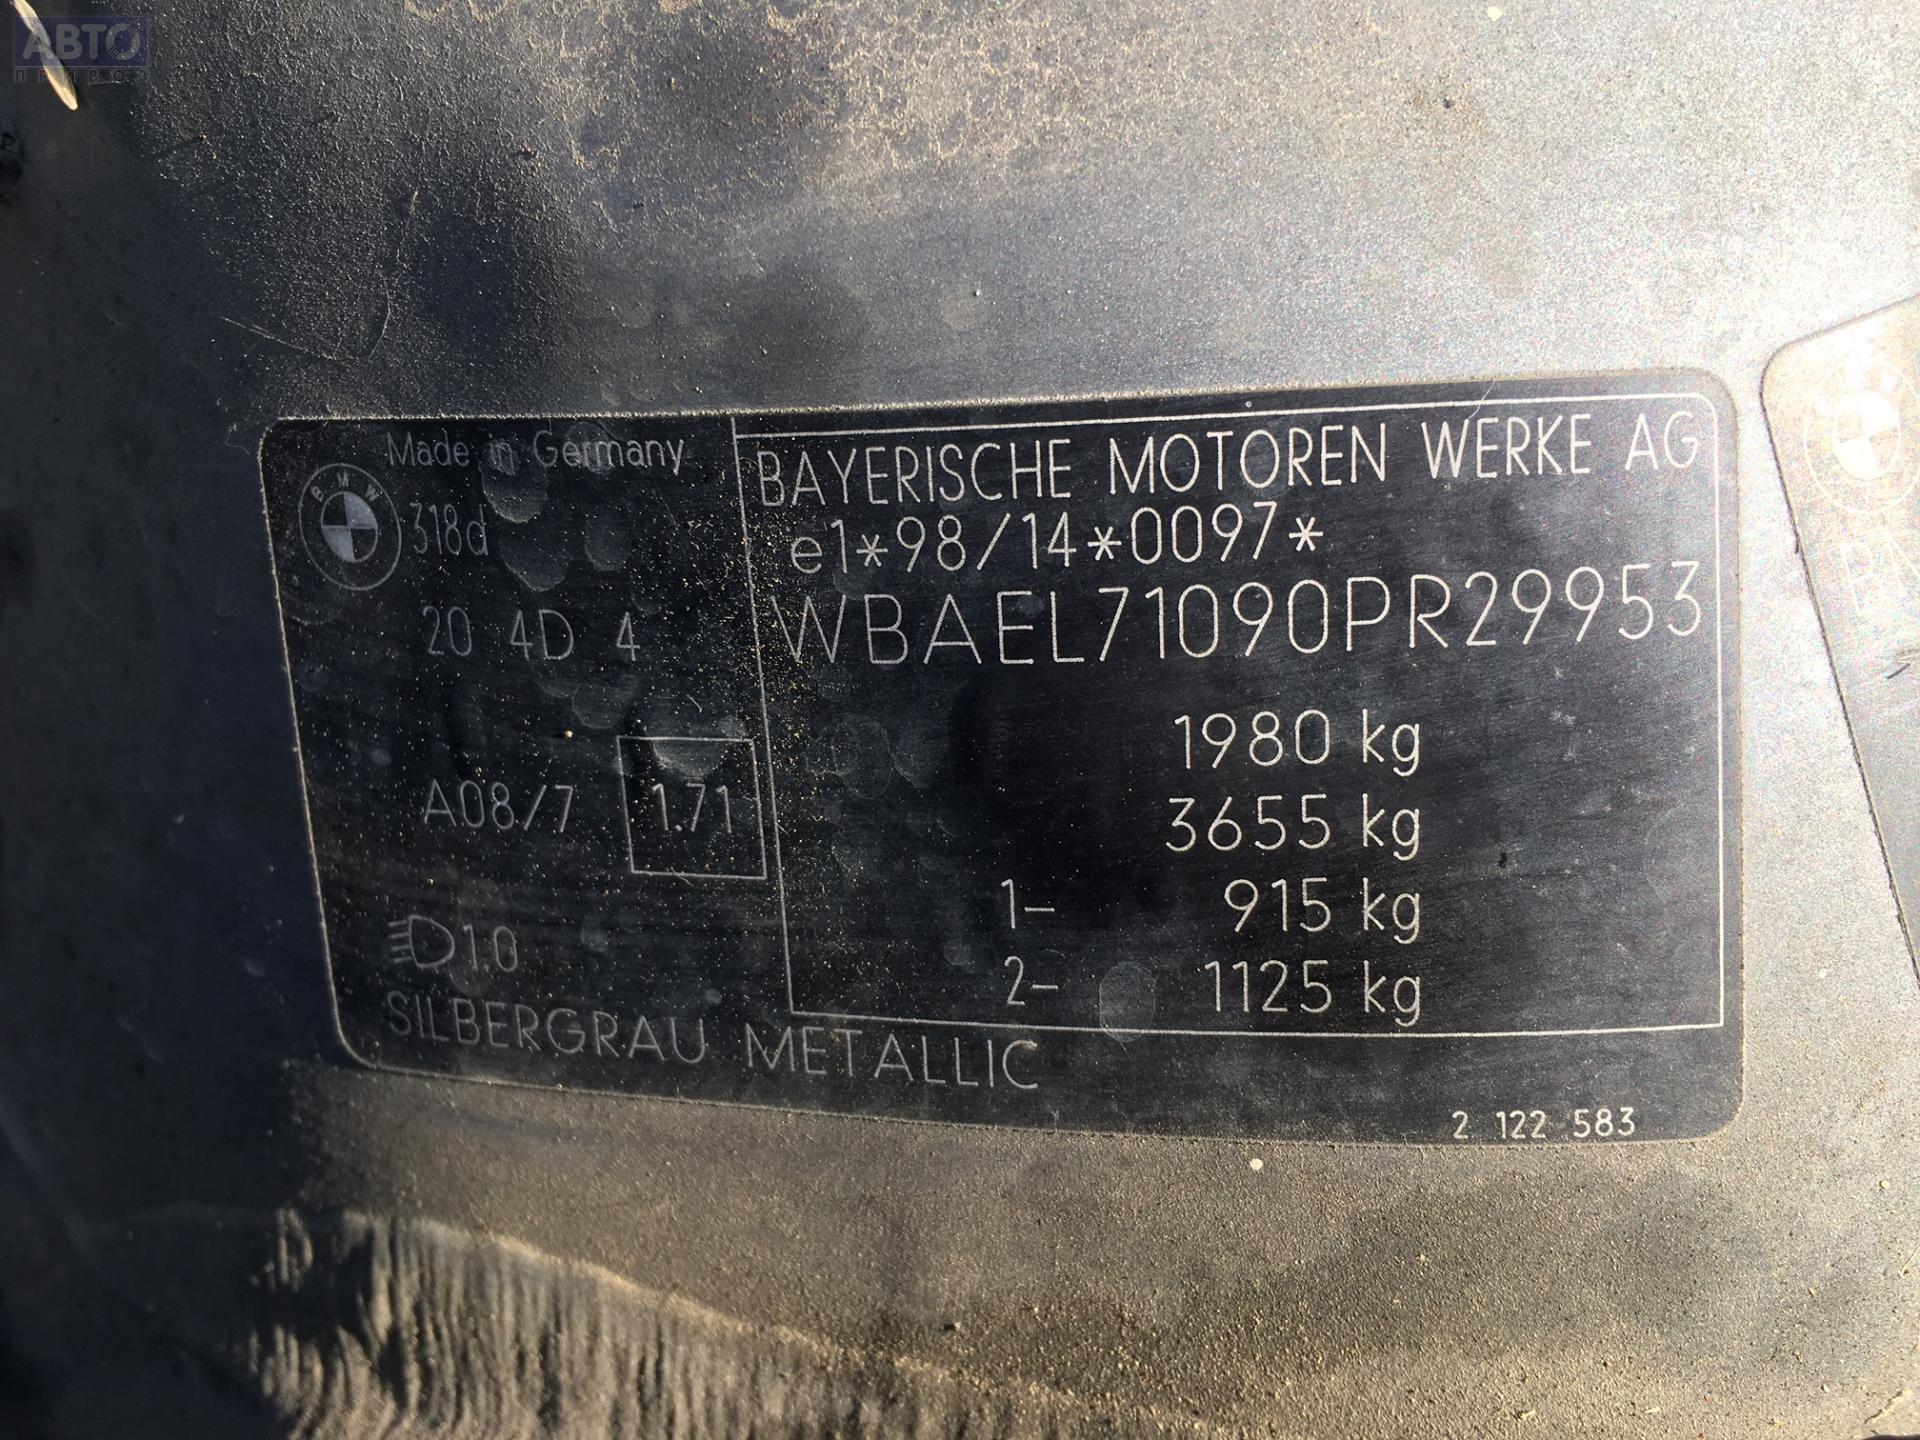 АВТО
ПРИВОЗ
Made in Germany
BMW
318d
20 4D 4
A08/7 1.71
1.0
SILBERGRAU METALLIC
BAYERISCHE MOTOREN WERKE AG
e1*98/14*0097*
WBAEL71090PR29953
1980 kg
3655 kg
1- 915 kg
2- 1125 kg
2 122 583